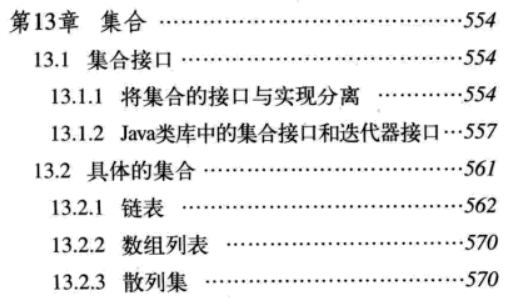 第13章 集合 ……………………………………554
13.1 集合接口 …………………………………554
13.1.1 将集合的接口与实现分离 …………554
13.1.2 Java类库中的集合接口和迭代器接口…557
13.2 具体的集合 ………………………………561
13.2.1 链表 …………………………………562
13.2.2 数组列表 ……………………………570
13.2.3 散列集 ………………………………570